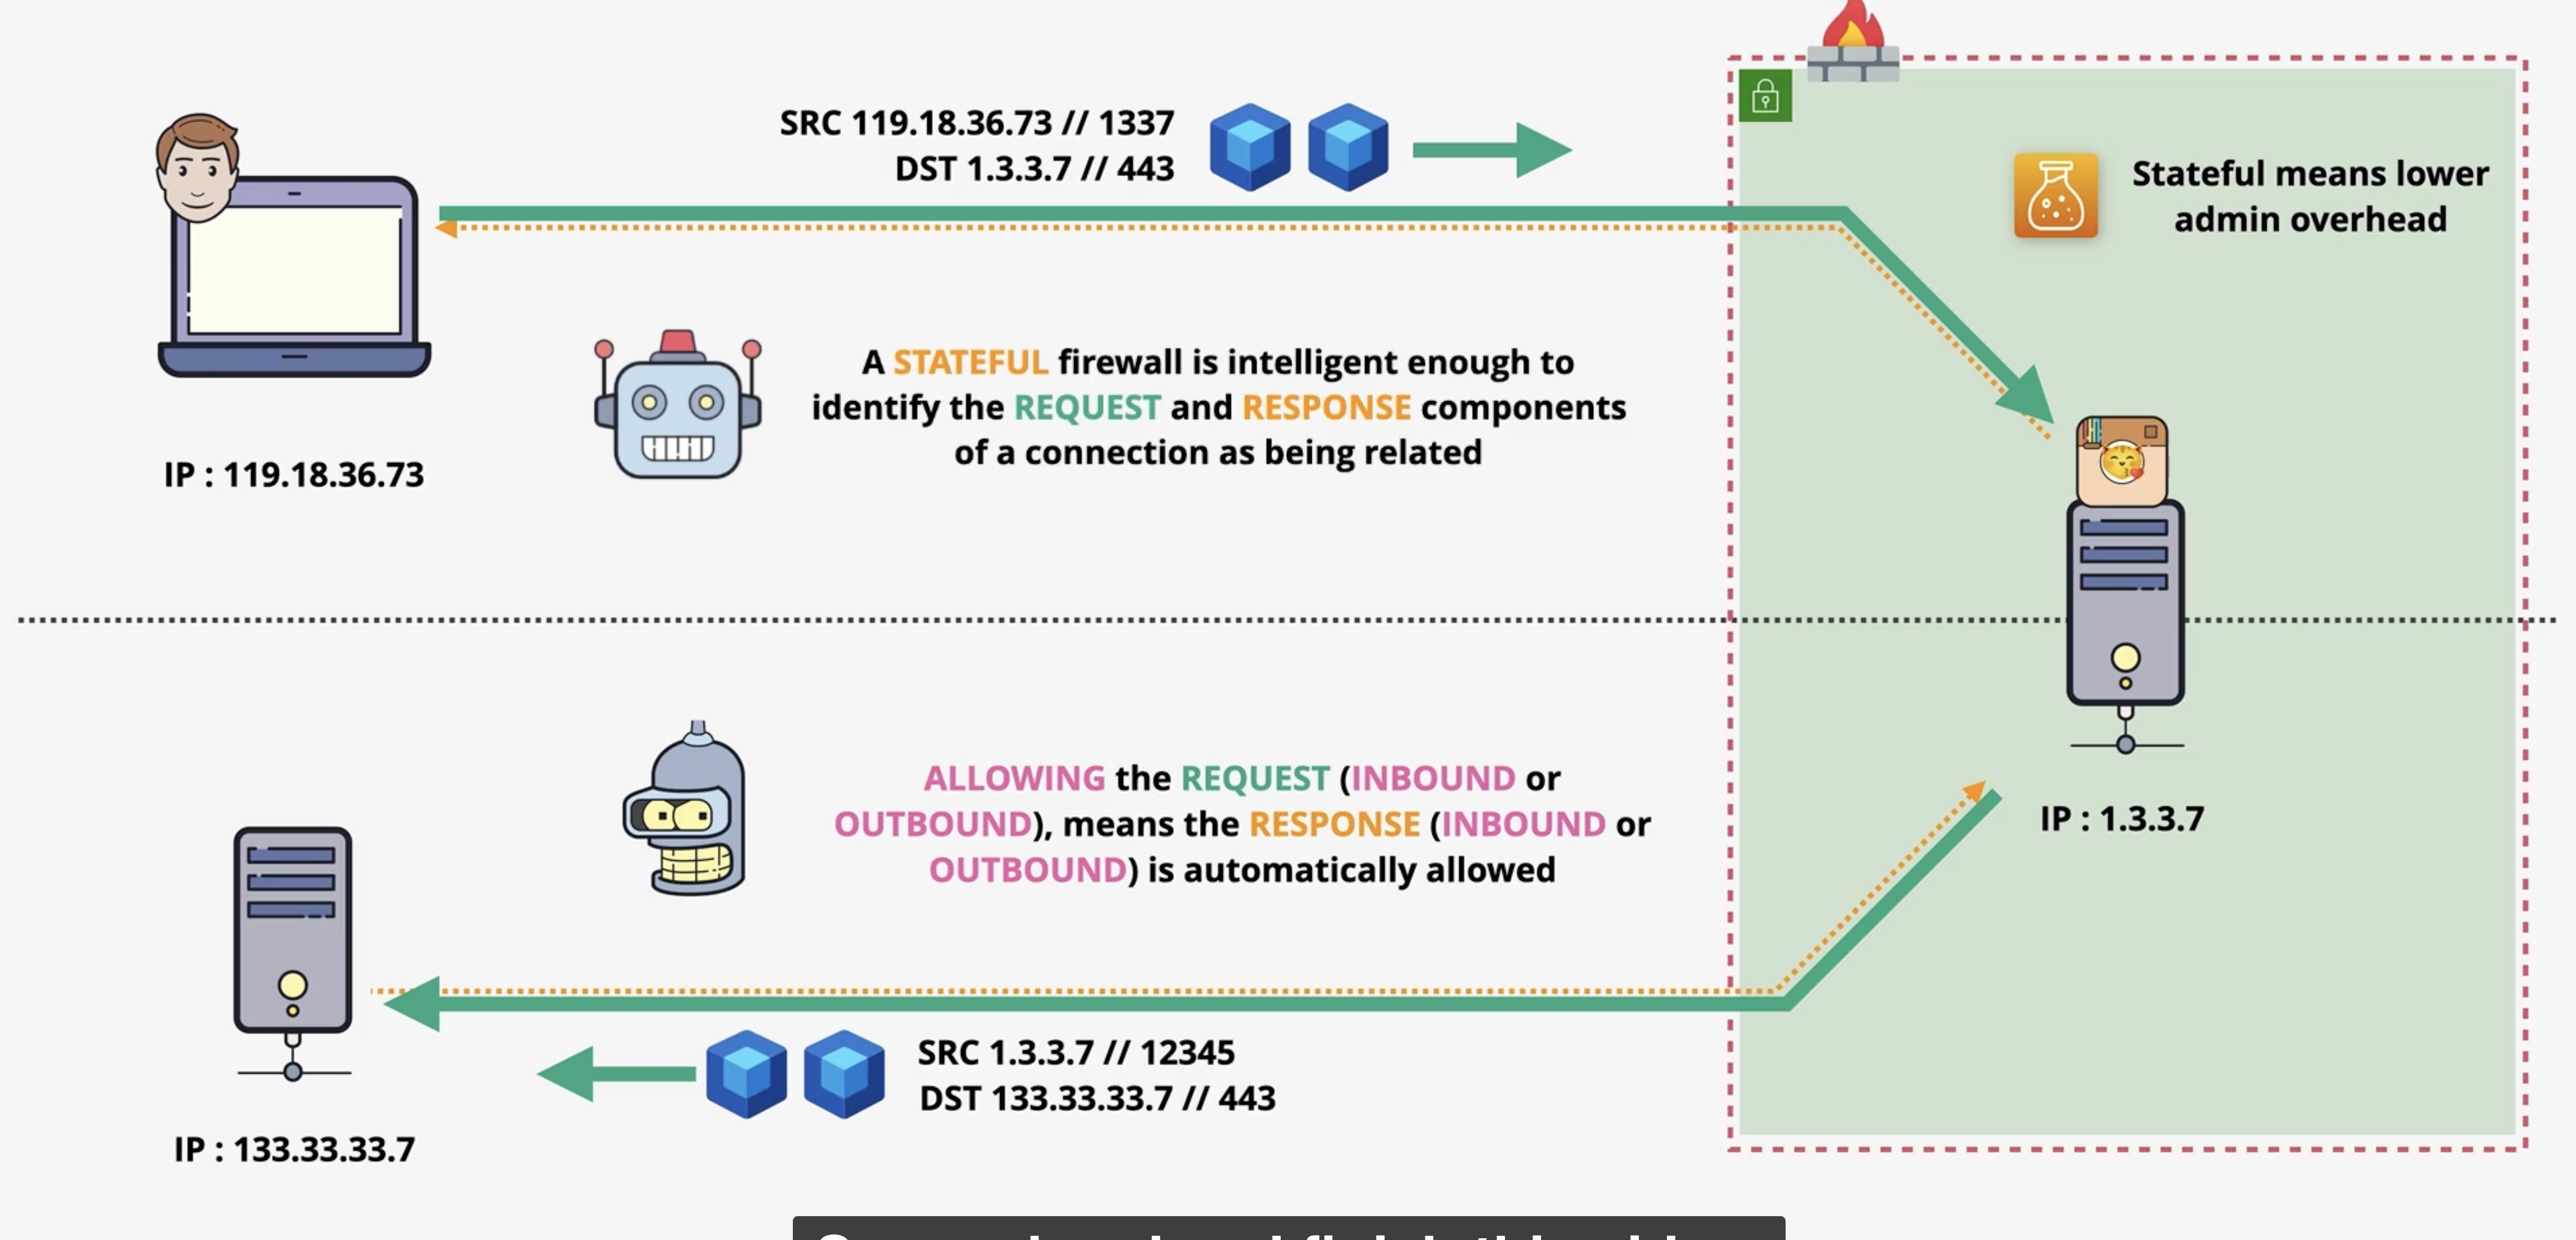 SRC 119.18.36.73 // 1337
DST 1.3.3.7 // 443
Stateful means lower
admin overhead
A STATEFUL firewall is intelligent enough to
identify the REQUEST and RESPONSE components
of a connection as being related
IP : 119.18.36.73
ALLOWING the REQUEST (INBOUND or
OUTBOUND), means the RESPONSE (INBOUND or
OUTBOUND) is automatically allowed
IP : 1.3.3.7
SRC 1.3.3.7 // 12345
DST 133.33.33.7 // 443
IP : 133.33.33.7